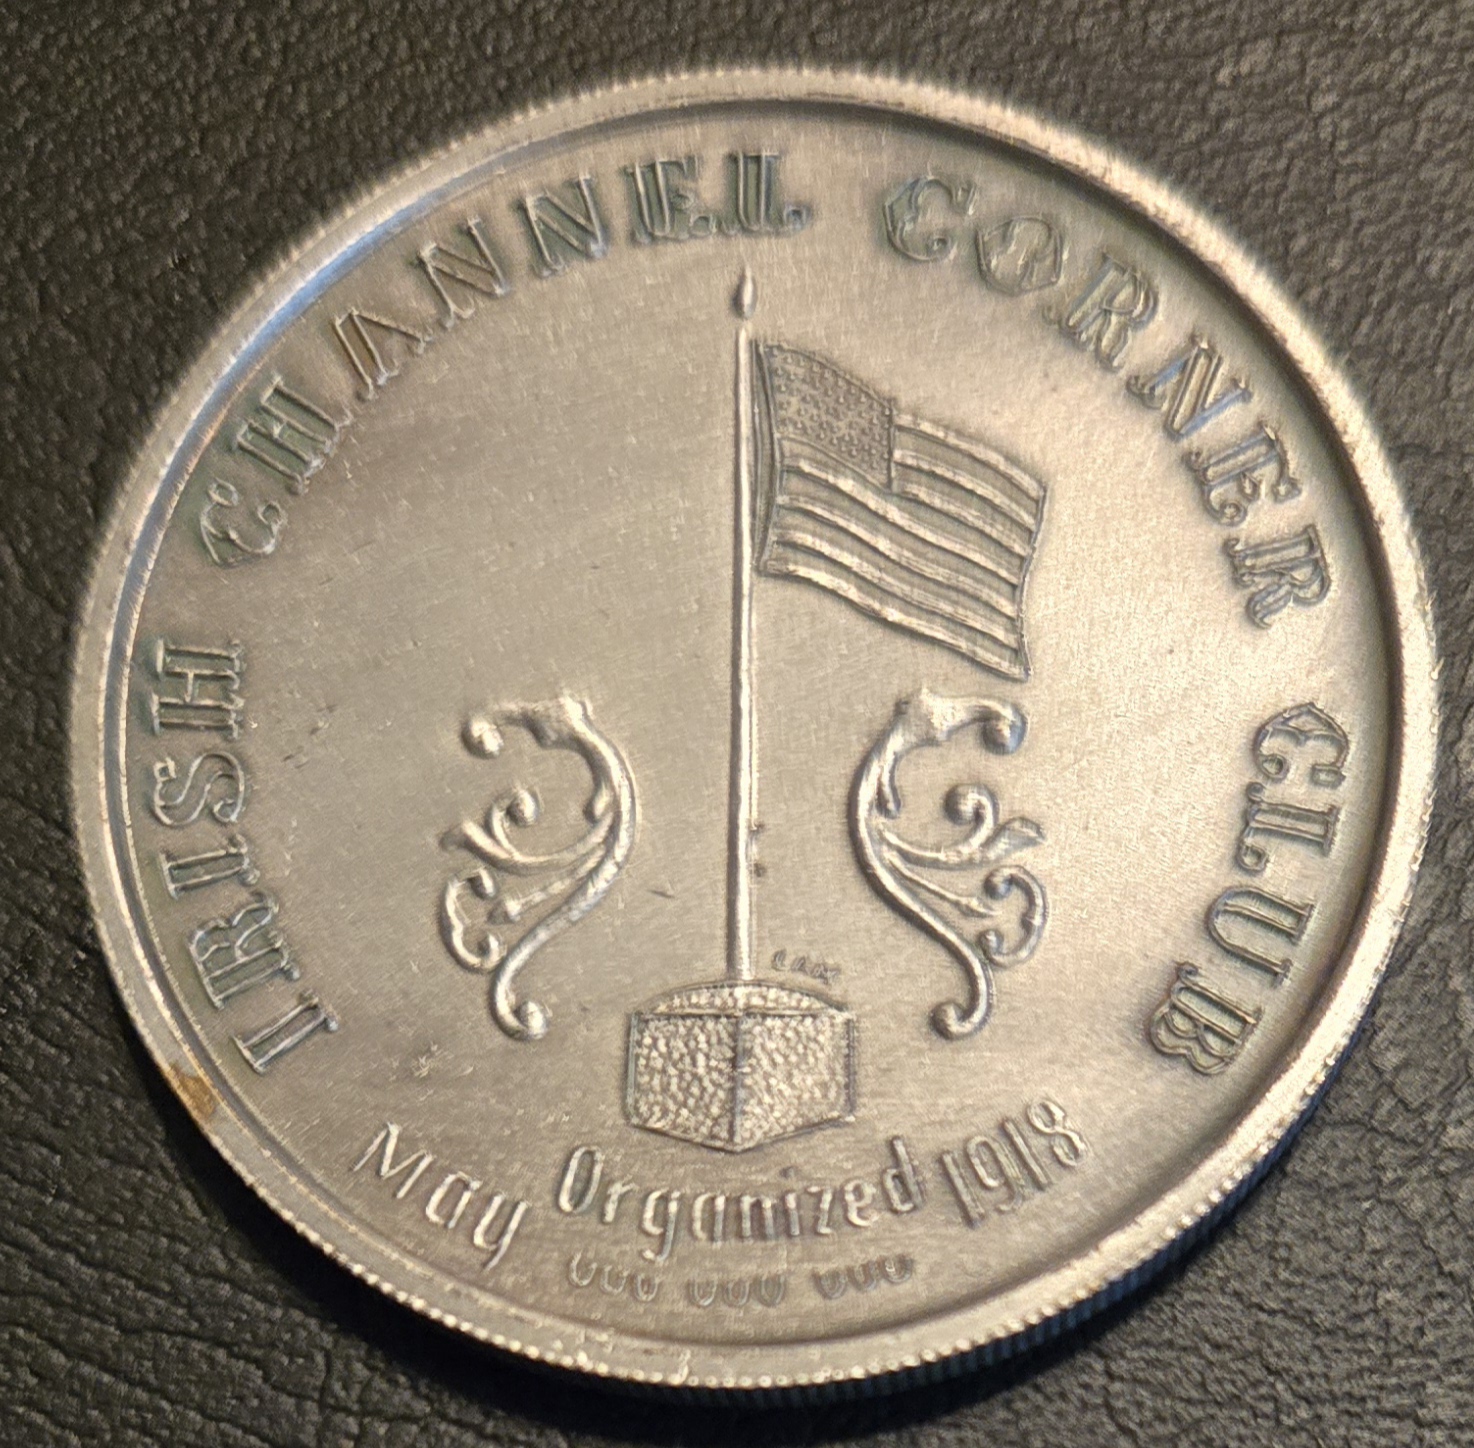 IRISH CHANNEL CORNER CLUB
May Organized 1918